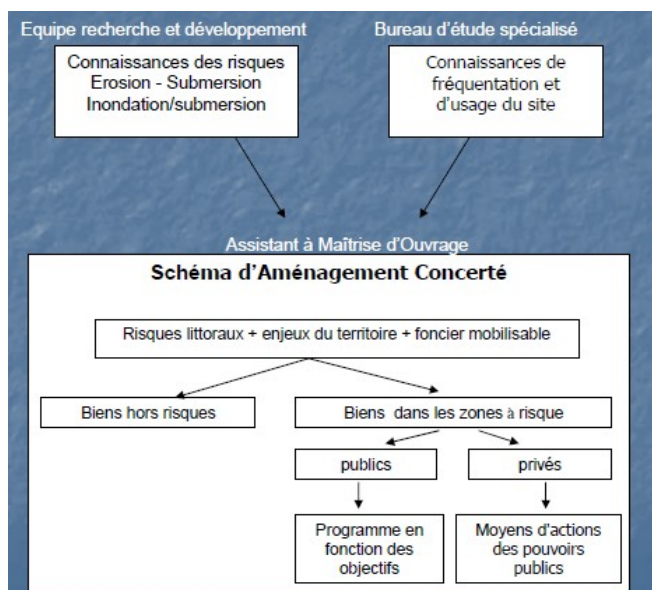 Equipe recherche et développement
Bureau d'étude spécialisé
Connaissances des risques
Erosion - Submersion
Inondation/submersion
Connaissances de
fréquentation et
d'usage du site
Assistant à Maîtrise d'Ouvrage
Schéma d'Aménagement Concerté
Risques littoraux + enjeux du territoire + foncier mobilisable
Biens hors risques
Biens dans les zones à risque
publics
privés
Programme en
fonction des
objectifs
Moyens d'actions
des pouvoirs
publics